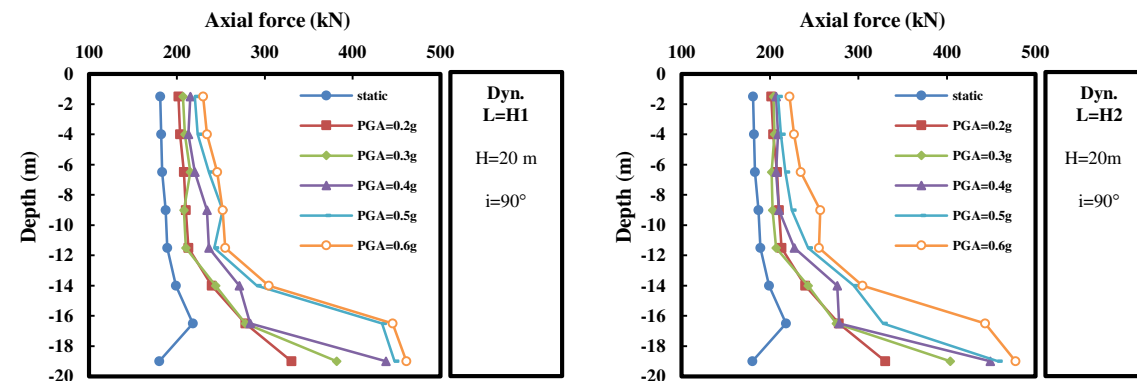 Axial force (kN)
100 200 300 400 500
0
-2
-4
-6
-8
-10
-12
-14
-16
-18
-20
Depth (m)
static
PGA=0.2g
PGA=0.3g
PGA=0.4g
PGA=0.5g
PGA=0.6g
Dyn.
L=H1
H=20 m
i=90°
Axial force (kN)
100 200 300 400 500
0
-2
-4
-6
-8
-10
-12
-14
-16
-18
-20
Depth (m)
static
PGA=0.2g
PGA=0.3g
PGA=0.4g
PGA=0.5g
PGA=0.6g
Dyn.
L=H2
H=20m
i=90°